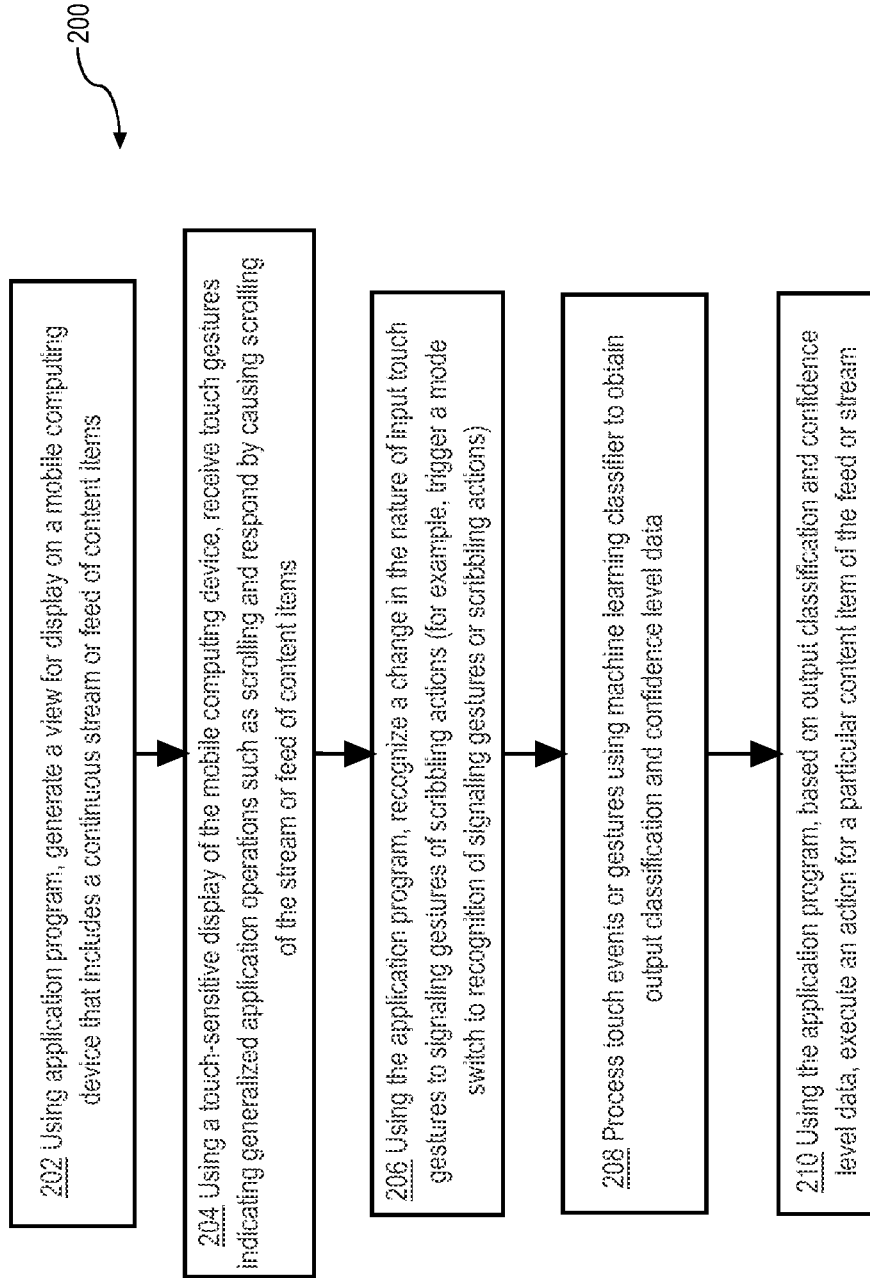 200
202 Using application program, generate a view for display on a mobile computing
device that includes a continuous stream or feed of content items
204 Using a touch-sensitive display of the mobile computing device, receive touch gestures
indicating generalized application operations such as scrolling and respond by causing scrolling
of the stream or feed of content items
206 Using the application program, recognize a change in the nature of input touch
gestures to signaling gestures of scribbling actions (for example, trigger a mode
switch to recognition of signaling gestures or scribbling actions)
208 Process touch events or gestures using machine learning classifier to obtain
output classification and confidence level data
210 Using the application program, based on output classification and confidence
level data, execute an action for a particular content item of the feed or stream